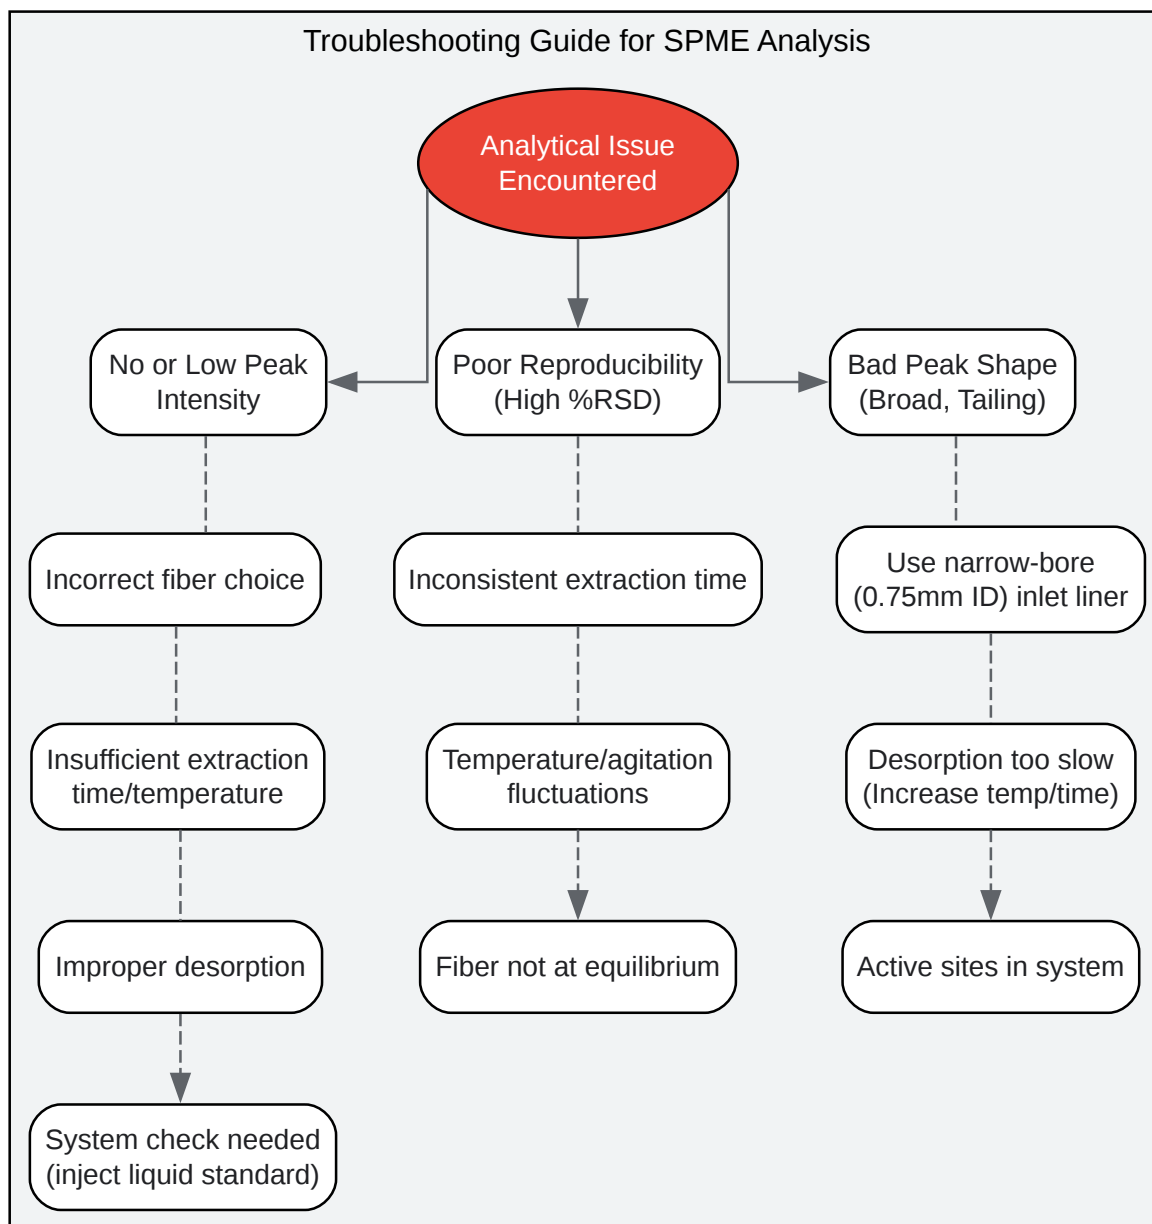 Troubleshooting Guide for SPME Analysis
Analytical Issue
Encountered
No or Low Peak
Intensity
Poor Reproducibility
(High %RSD)
Bad Peak Shape
(Broad, Tailing)
Incorrect fiber choice
Inconsistent extraction time
Use narrow-bore
(0.75mm ID) inlet liner
Insufficient extraction
time/temperature
Temperature/agitation
fluctuations
Desorption too slow
(Increase temp/time)
Improper desorption
Fiber not at equilibrium
Active sites in system
System check needed
(inject liquid standard)